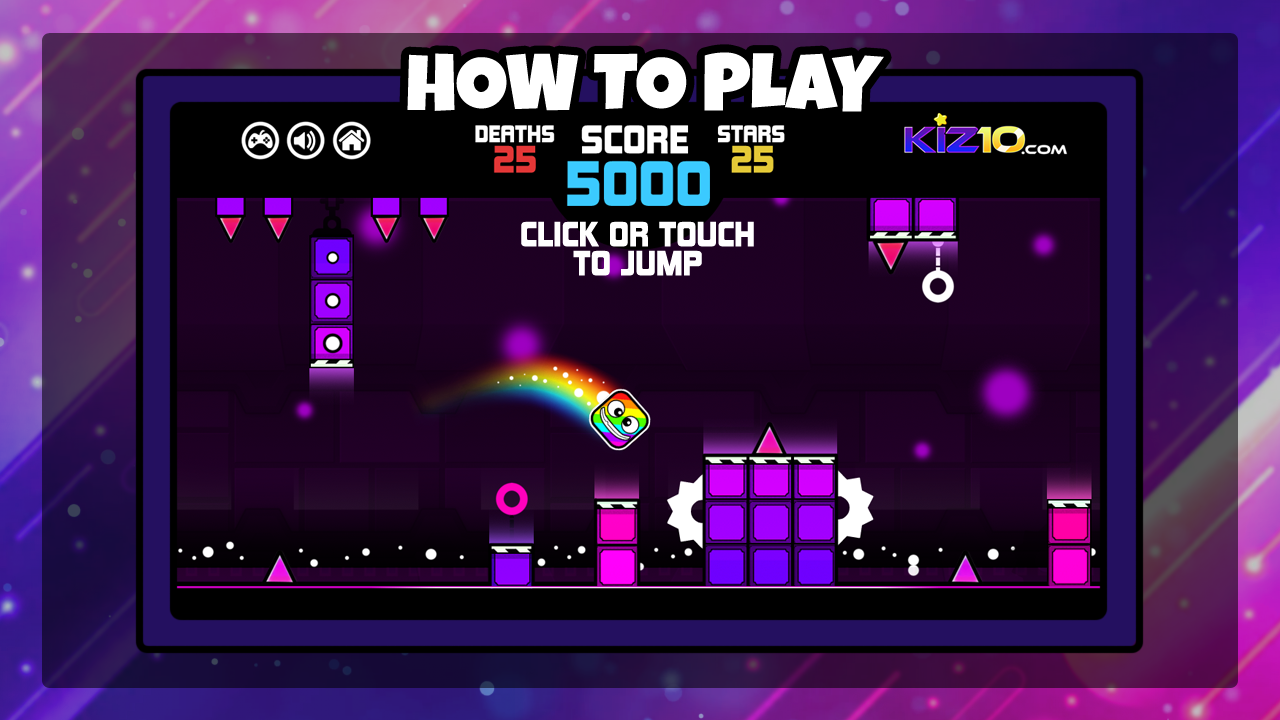 HOW TO PLAY
DEATHS
25
SCORE
5000
STARS
25
KIZ10.COM
CLICK OR TOUCH
TO JUMP